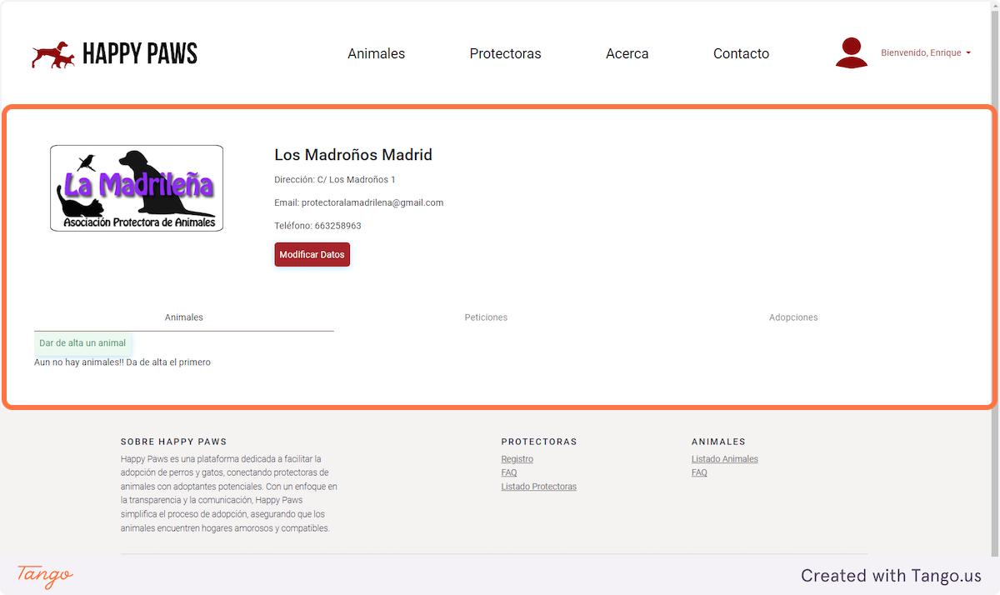 HAPPY PAWS
Animales
Protectoras
Acerca
Contacto
Bienvenido, Enrique
La Madrileña
Asociación Protectora de Animales
Los Madroños Madrid
Dirección: C/ Los Madroños 1
Email: protectoralamadrilena@gmail.com
Teléfono: 663258963
Modificar Datos
Animales
Peticiones
Adopciones
Dar de alta un animal
Aun no hay animales!! Da de alta el primero
SOBRE HAPPY PAWS
Happy Paws es una plataforma dedicada a facilitar la
adopción de perros y gatos, conectando protectoras de
animales con adoptantes potenciales. Con un enfoque en
la transparencia y la comunicación, Happy Paws
simplifica el proceso de adopción, asegurando que los
animales encuentren hogares amorosos y compatibles.
PROTECTORAS
Registro
FAQ
Listado Protectoras
ANIMALES
Listado Animales
FAQ
Tango
Created with Tango.us